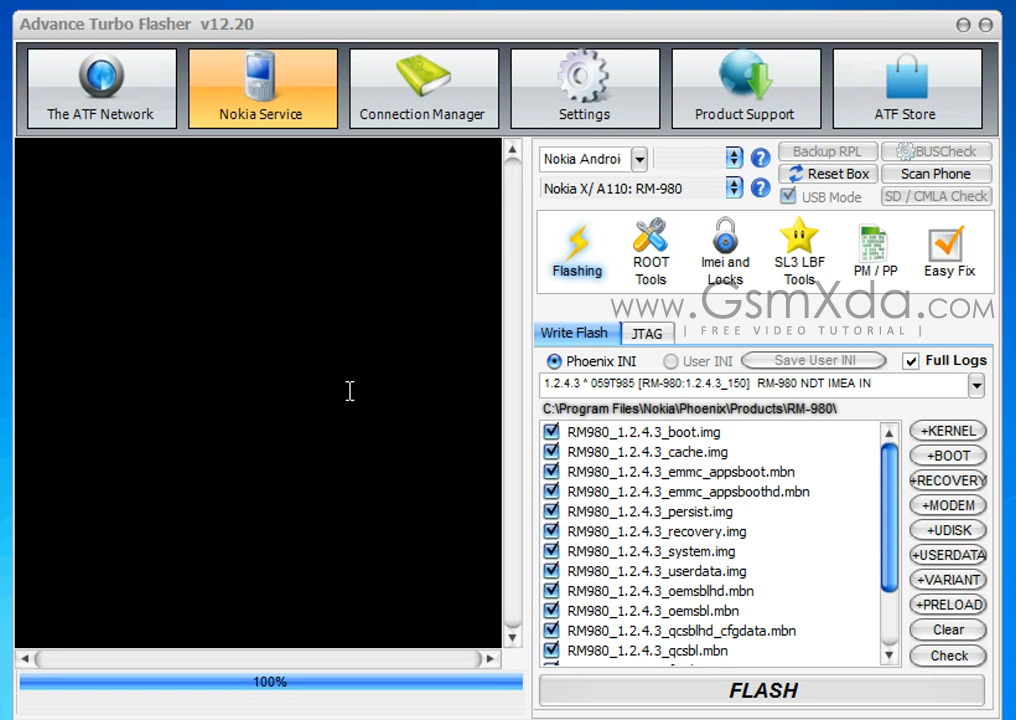 Advance Turbo Flasher v12.20
The ATF Network
Nokia Service
Connection Manager
Settings
Product Support
ATF Store
Nokia Androi
Backup RPL
BUSCheck
Reset Box
Scan Phone
Nokia X/ A110: RM-980
USB Mode
SD / CMLA Check
Flashing
ROOT
Tools
Imei and
Locks
SL3 LBF
Tools
PM / PP
Easy Fix
www.GsmXda.com
| FREE VIDEO TUTORIAL |
Write Flash
JTAG
Phoenix INI
User INI
Save User INI
Full Logs
1.2.4.3 * 059T985 [RM-980:1.2.4.3_150] RM-980 NDT IMEA IN
C:\Program Files\Nokia\Phoenix\Products\RM-980\
RM980_1.2.4.3_boot.img
RM980_1.2.4.3_cache.img
RM980_1.2.4.3_emmc_appsboot.mbn
RM980_1.2.4.3_emmc_appsboothd.mbn
RM980_1.2.4.3_persist.img
RM980_1.2.4.3_recovery.img
RM980_1.2.4.3_system.img
RM980_1.2.4.3_userdata.img
RM980_1.2.4.3_oemsblhd.mbn
RM980_1.2.4.3_oemsbl.mbn
RM980_1.2.4.3_qcsblhd_cfgdata.mbn
RM980_1.2.4.3_qcsbl.mbn
+KERNEL
+BOOT
+RECOVERY
+MODEM
+UDISK
+USERDATA
+VARIANT
+PRELOAD
Clear
Check
100%
FLASH